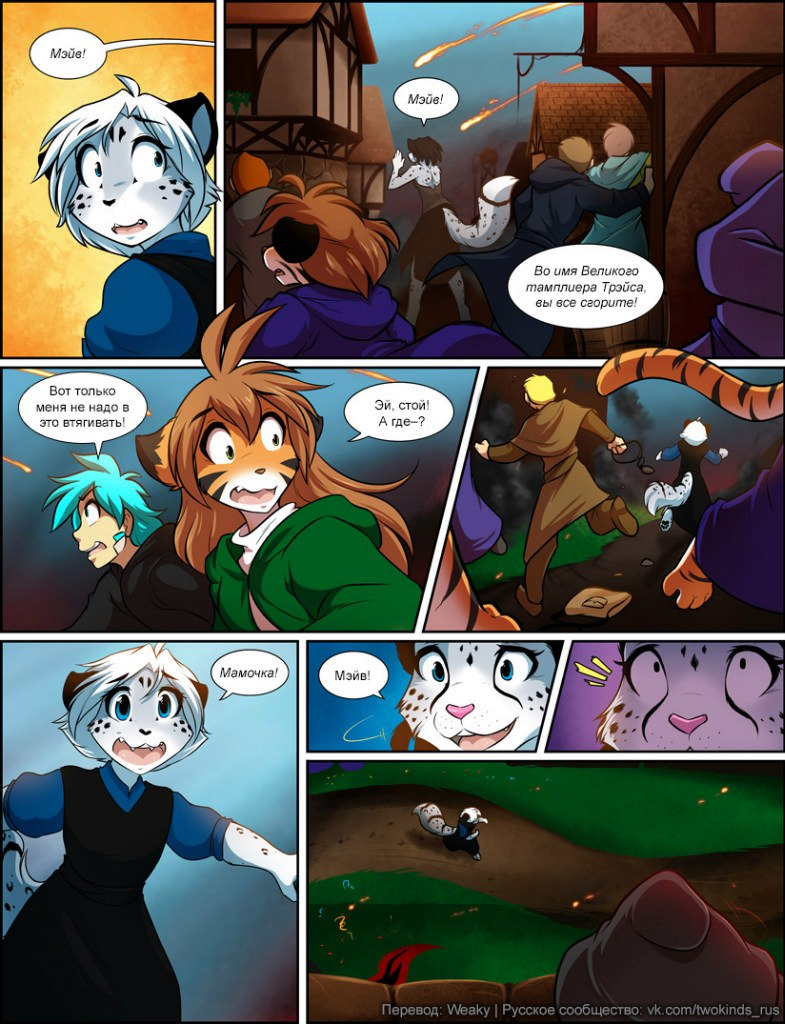 Мэйв!
Мэйв!
Во имя Великого
тамплиера Трэйса,
вы все сгорите!
Вот только
меня не надо в
это втягивать!
Эй, стой!
А где–?
Мамочка!
Мэйв!
Перевод: Weaky | Русское сообщество: vk.com/twokinds_rus